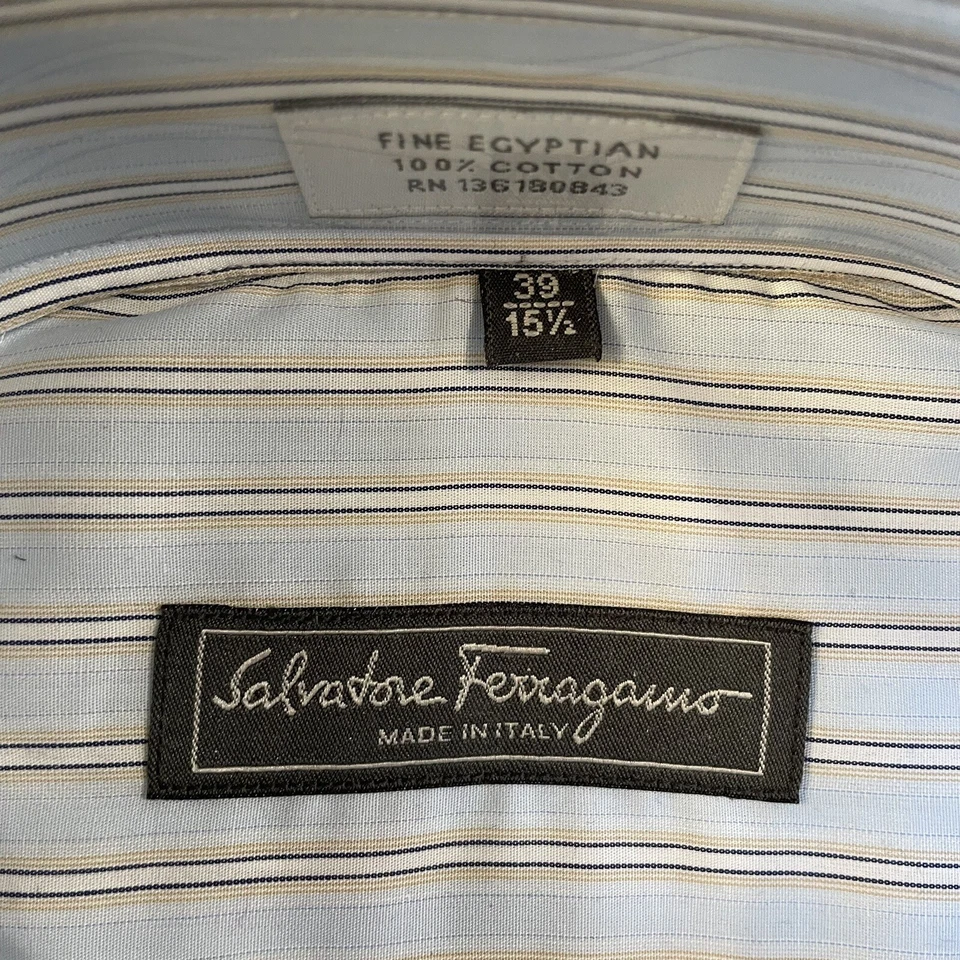 FINE EGYPTIAN
100% COTTON
RN 136180843
39
15½
Salvatore Ferragamo
MADE IN ITALY